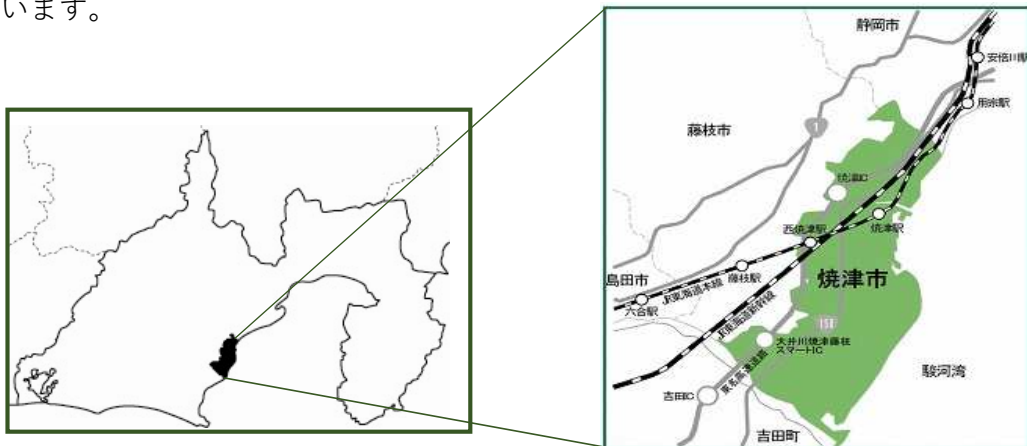 います。
静岡市
安倍川駅
用宗駅
1
藤枝市
焼津IC
西焼津駅
焼津駅
島田市
藤枝駅
焼津市
六合駅
JR東海道本線
JR東海道新幹線
150
大井川焼津藤枝
スマートIC
東名高速道路
駿河湾
吉田IC
吉田町